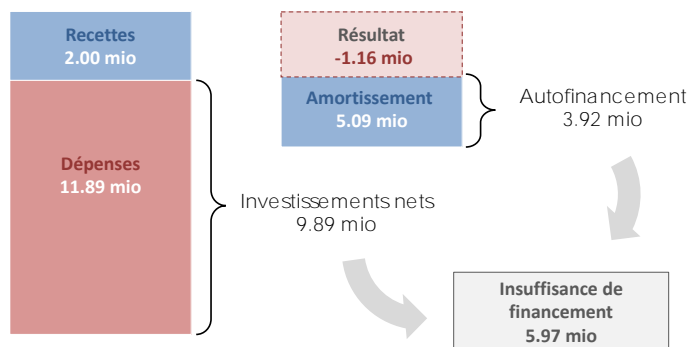 Recettes
2.00 mio
Dépenses
11.89 mio
Investissements nets
9.89 mio
Résultat
-1.16 mio
Amortissement
5.09 mio
Autofinancement
3.92 mio
Insuffisance de
financement
5.97 mio